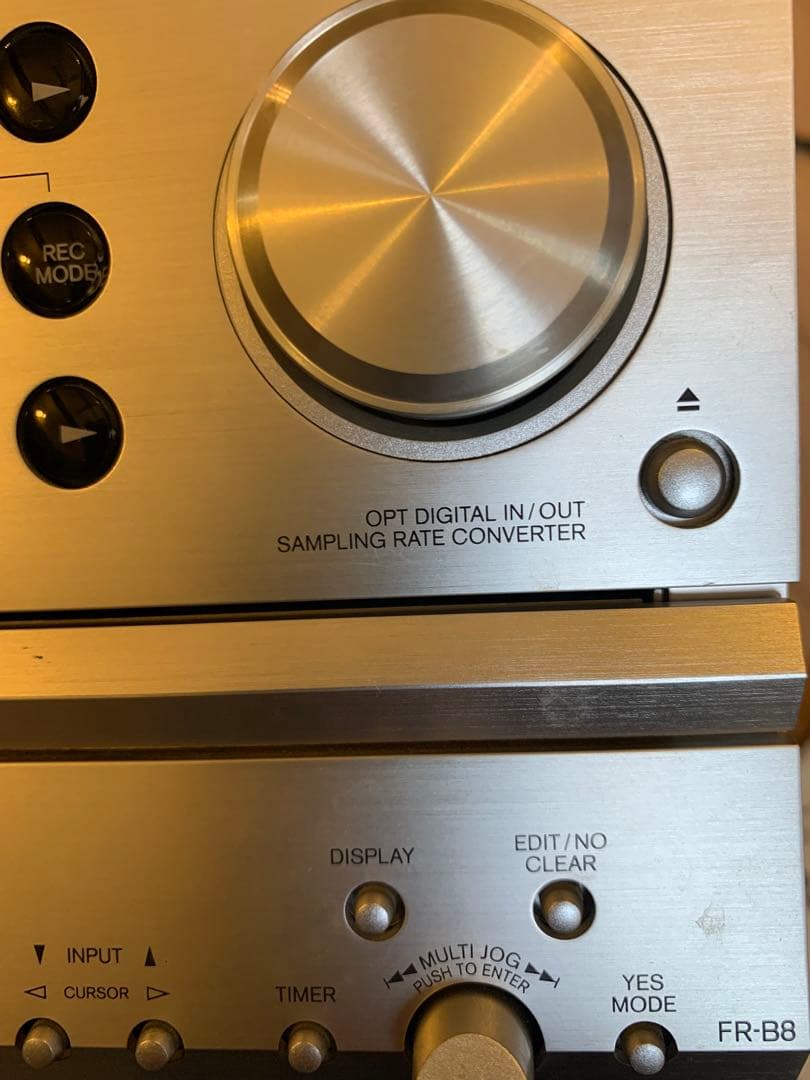 REC
MODE
OPT DIGITAL IN/OUT
SAMPLING RATE CONVERTER
DISPLAY
EDIT/NO
CLEAR
INPUT
CURSOR
TIMER
MULTI JOG
PUSH TO ENTER
YES
MODE
FR-B8